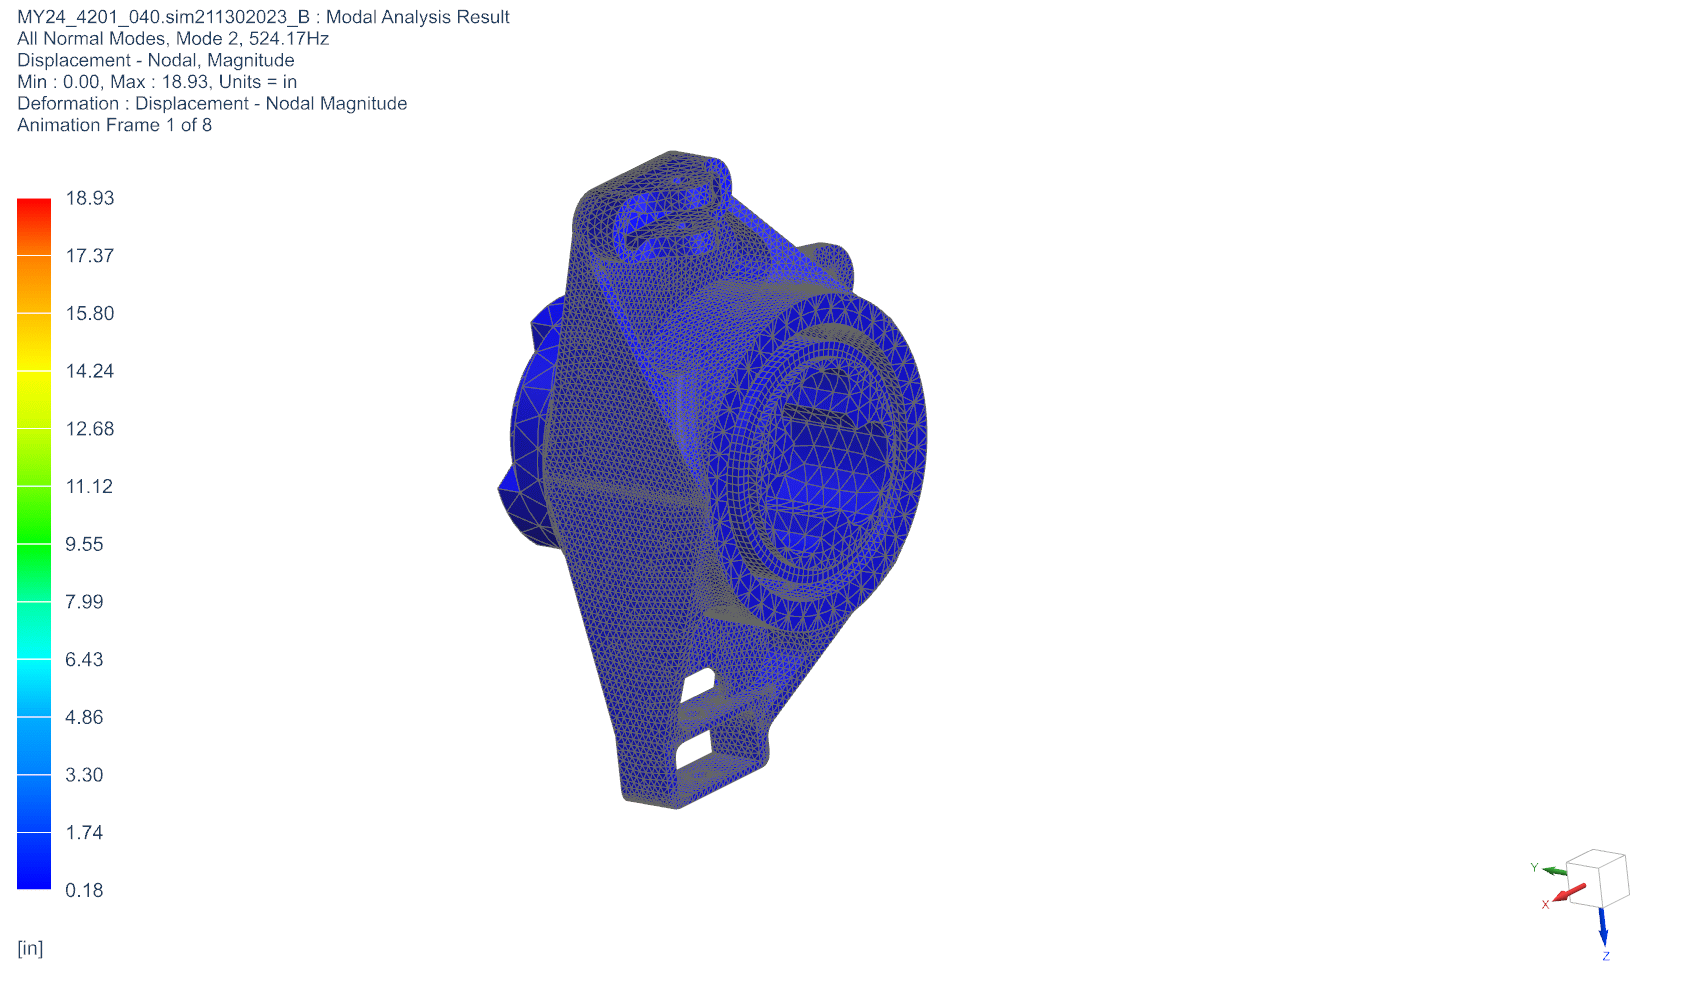 MY24_4201_040.sim211302023_B : Modal Analysis Result
All Normal Modes, Mode 2, 524.17Hz
Displacement - Nodal, Magnitude
Min : 0.00, Max : 18.93, Units = in
Deformation : Displacement - Nodal Magnitude
Animation Frame 1 of 8
18.93
17.37
15.80
14.24
12.68
11.12
9.55
7.99
6.43
4.86
3.30
1.74
0.18
[in]
Y
X
Z